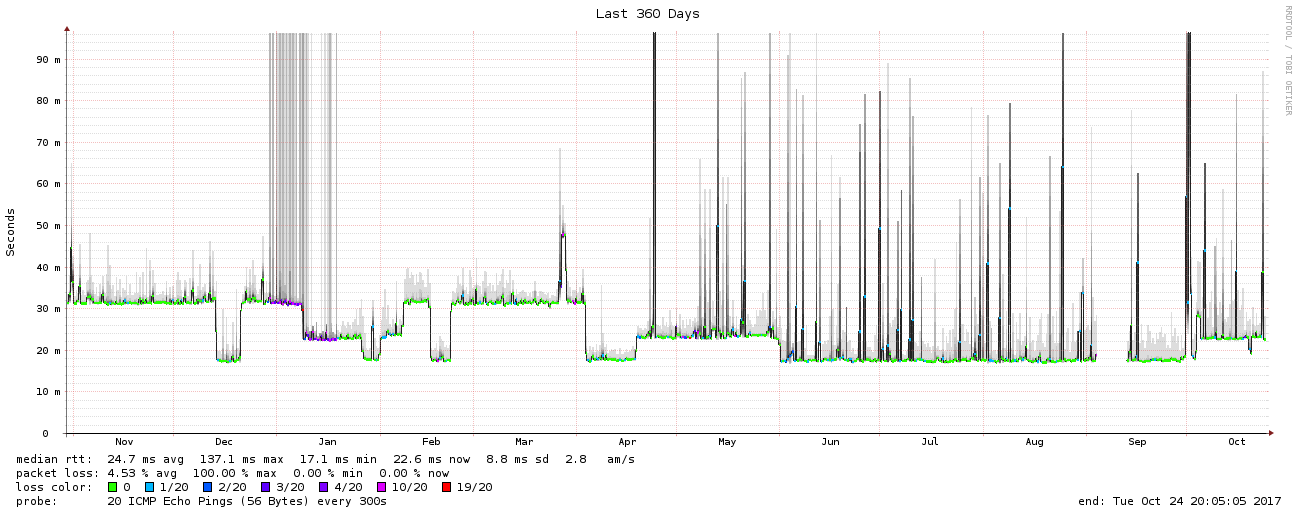 Last 360 Days
RRDTOOL / TOBI OETIKER
Seconds
90 m
80 m
70 m
60 m
50 m
40 m
30 m
20 m
10 m
0
Nov Dec Jan Feb Mar Apr May Jun Jul Aug Sep Oct
median rtt: 24.7 ms avg 137.1 ms max 17.1 ms min 22.6 ms now 8.8 ms sd 2.8 am/s
packet loss: 4.53 % avg 100.00 % max 0.00 % min 0.00 % now
loss color: 0 1/20 2/20 3/20 4/20 10/20 19/20
probe: 20 ICMP Echo Pings (56 Bytes) every 300s end: Tue Oct 24 20:05:05 2017